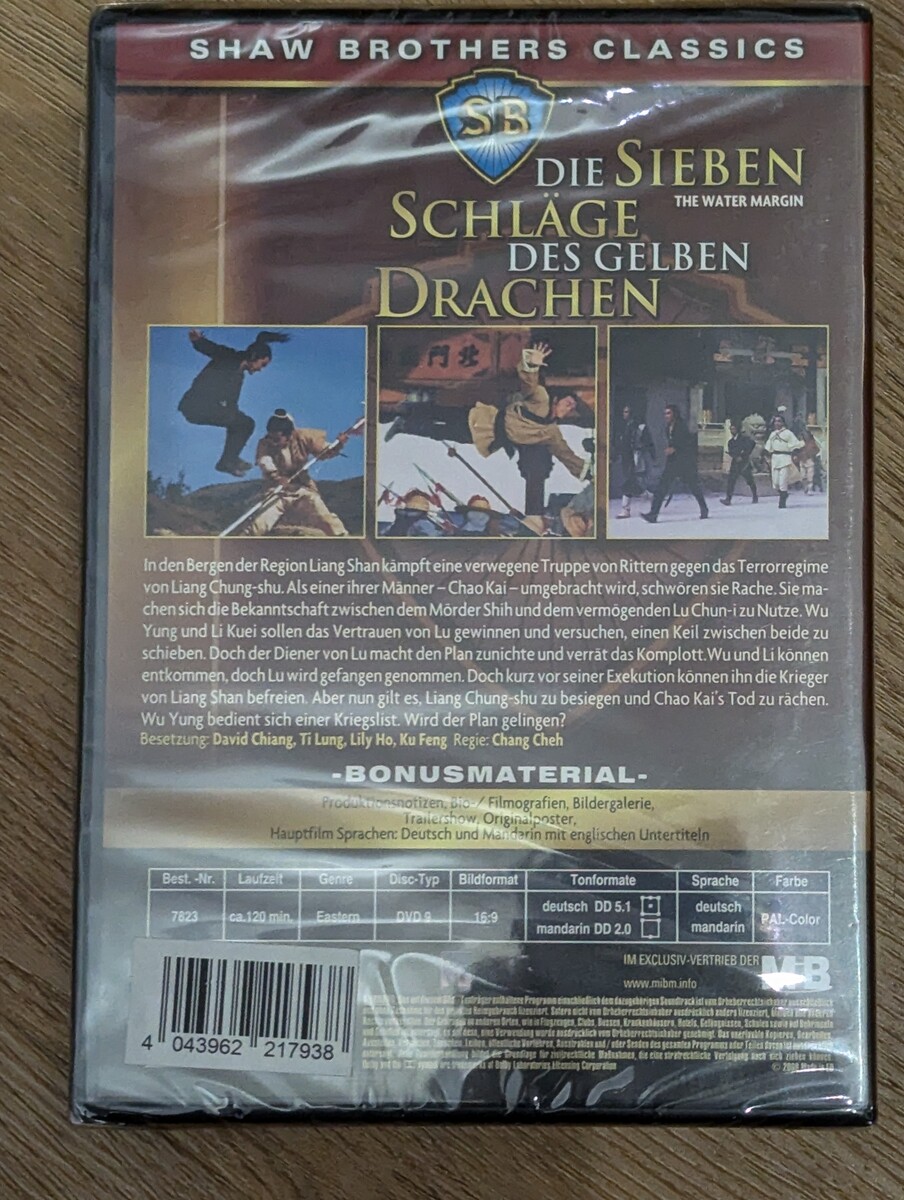 SHAW BROTHERS CLASSICS
SB
DIE SIEBEN
THE WATER MARGIN
SCHLÄGE
DES GELBEN
DRACHEN
門北
In den Bergen der Region Liang Shan kämpft eine verwegene Truppe von Rittern gegen das Terrorregime
von Liang Chung-shu. Als einer ihrer Männer – Chao Kai – umgebracht wird, schwören sie Rache. Sie ma-
chen sich die Bekanntschaft zwischen dem Mörder Shih und dem vermögenden Lu Chun-i zu Nutze. Wu
Yung und Li Kuei sollen das Vertrauen von Lu gewinnen und versuchen, einen Keil zwischen beide zu
schieben. Doch der Diener von Lu macht den Plan zunichte und verrät das Komplott. Wu und Li können
entkommen, doch Lu wird gefangen genommen. Doch kurz vor seiner Exekution können ihn die Krieger
von Liang Shan befreien. Aber nun gilt es, Liang Chung-shu zu besiegen und Chao Kai's Tod zu rächen.
Wu Yung bedient sich einer Kriegslist. Wird der Plan gelingen?
Besetzung: David Chiang, Ti Lung, Lily Ho, Ku Feng Regie: Chang Cheh
-BONUSMATERIAL-
Produktionsnotizen, Bio-/ Filmografien, Bildergalerie,
Trailershow, Originalposter,
Hauptfilm Sprachen: Deutsch und Mandarin mit englischen Untertiteln
Best. -Nr. Laufzeit Genre Disc-Typ Bildformat Tonformate Sprache Farbe
7823 ca.120 min. Eastern DVD 9 16:9 deutsch DD 5.1 deutsch PAL-Color
mandarin DD 2.0 mandarin
IM EXCLUSIV-VERTRIEB DER MiB
www.mibm.info
4 043962 217938